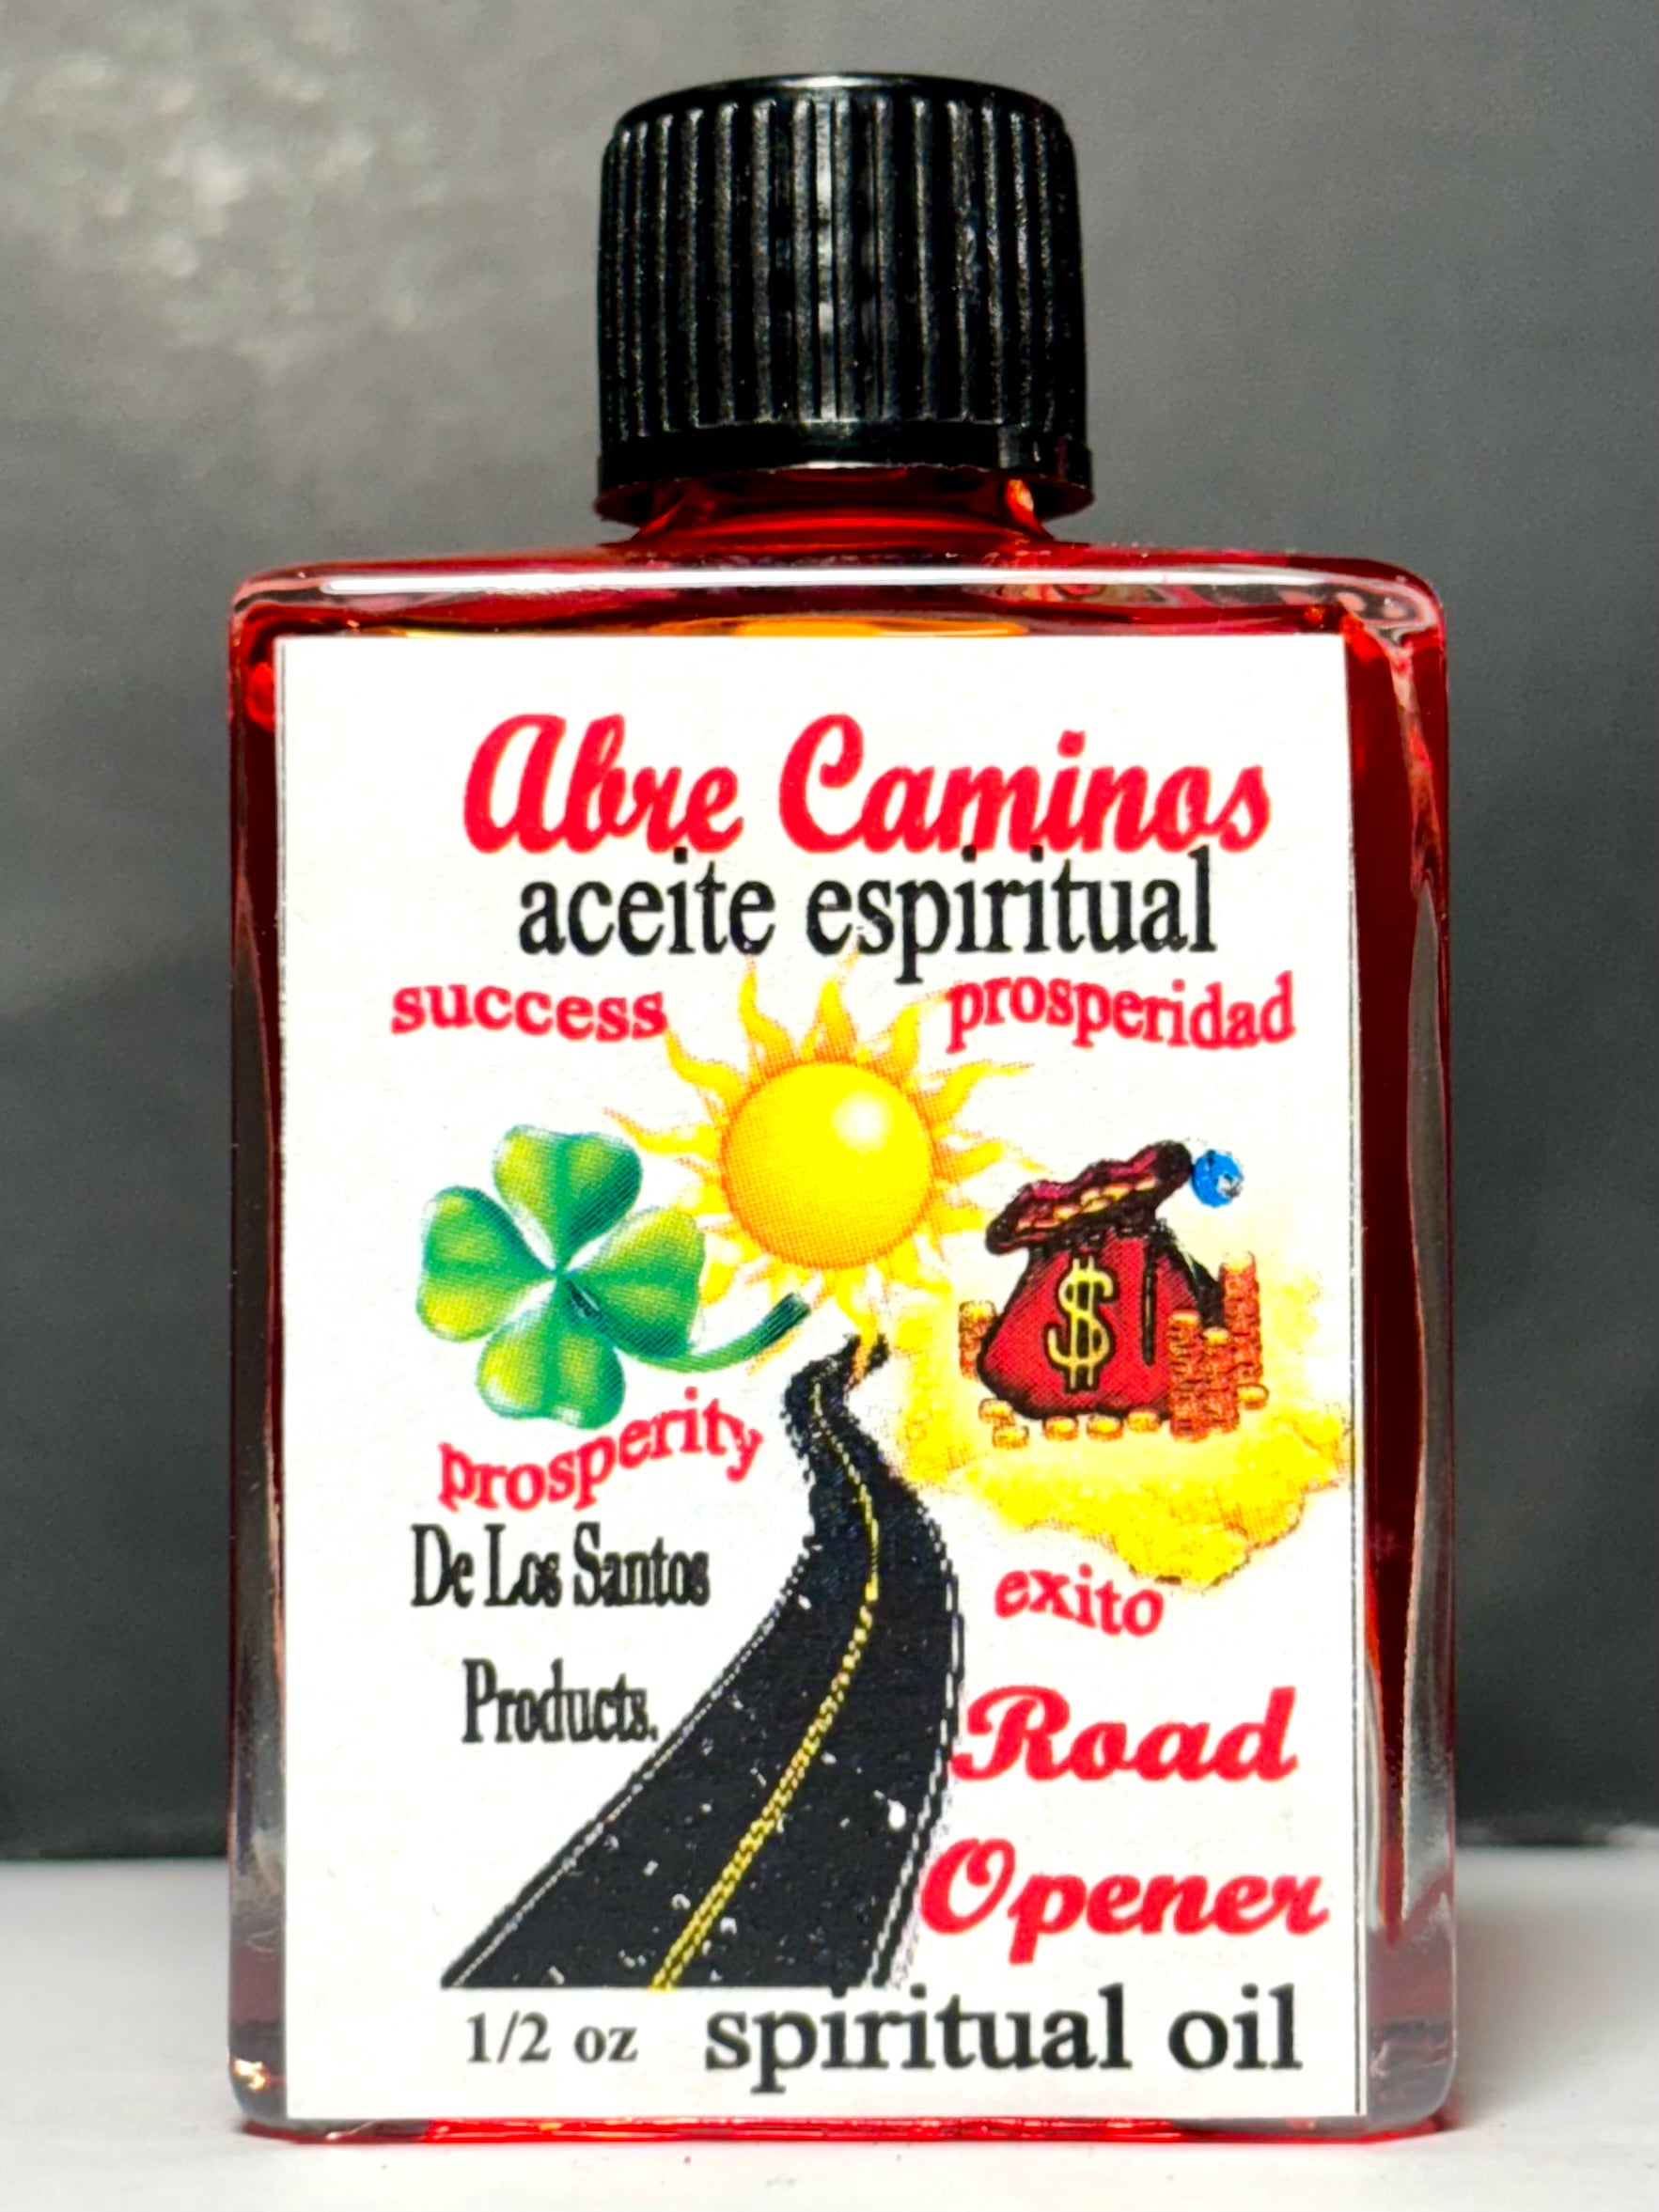 Abre Caminos
aceite espiritual
success prosperidad
$
prosperity
De Los Santos
exito
Products.
Road
Opener
1/2 oz spiritual oil